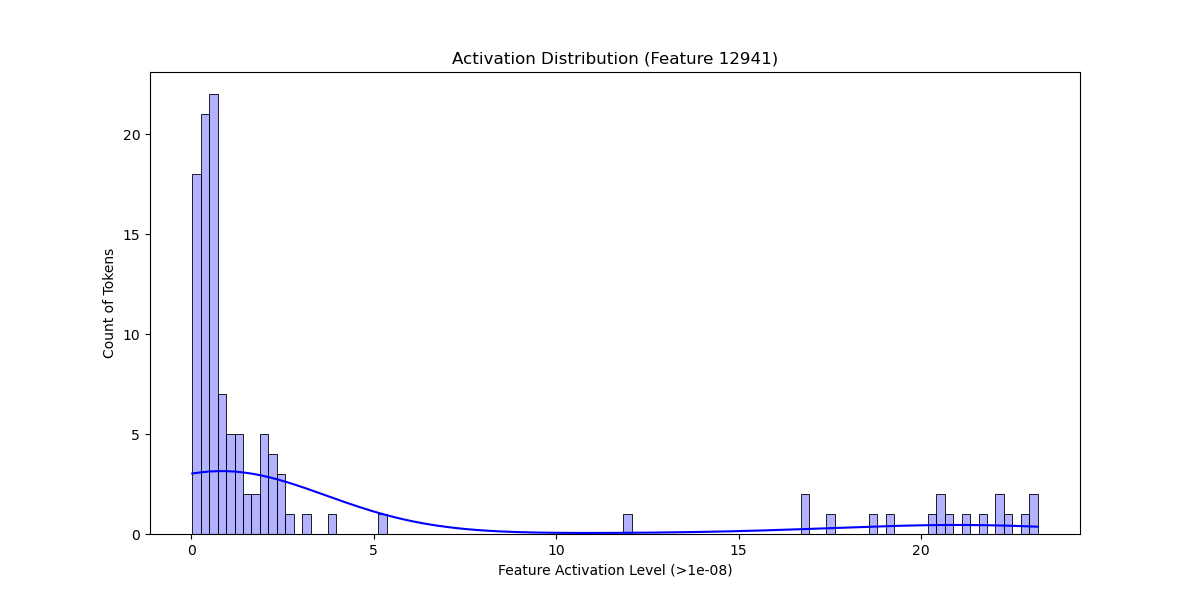 Activation Distribution (Feature 12941)
Count of Tokens
20
15
10
5
0
0 5 10 15 20
Feature Activation Level (>1e-08)